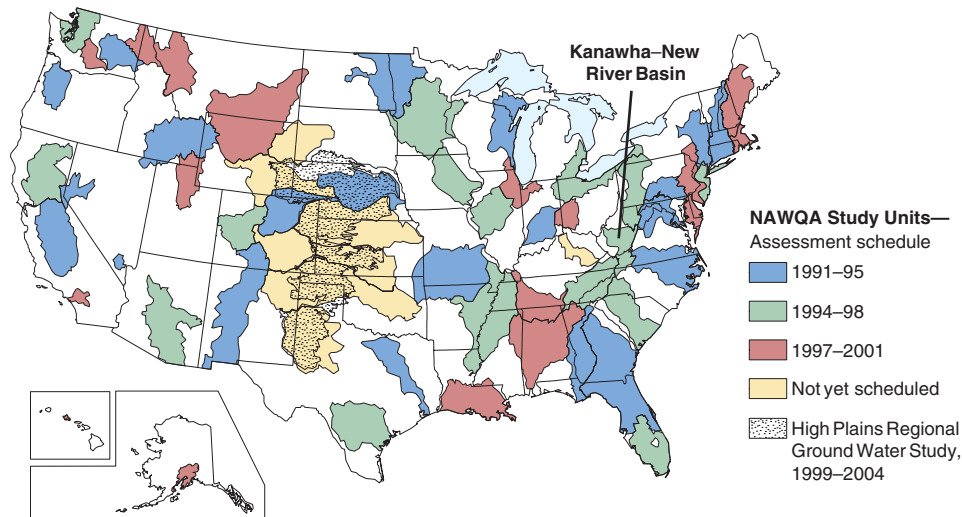 Kanawha–New
River Basin
NAWQA Study Units—
Assessment schedule
1991–95
1994–98
1997–2001
Not yet scheduled
High Plains Regional
Ground Water Study,
1999–2004